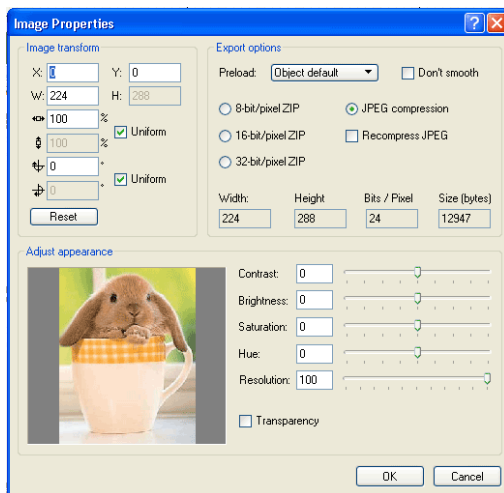 Image Properties
Image transform
X: 0 Y: 0
W: 224 H: 288
100 %
100 %
Uniform
0 °
0 °
Uniform
Reset
Export options
Preload: Object default Don't smooth
8-bit/pixel ZIP JPEG compression
16-bit/pixel ZIP Recompress JPEG
32-bit/pixel ZIP
Width: Height Bits / Pixel Size (bytes)
224 288 24 12947
Adjust appearance
Contrast: 0
Brightness: 0
Saturation: 0
Hue: 0
Resolution: 100
Transparency
OK Cancel